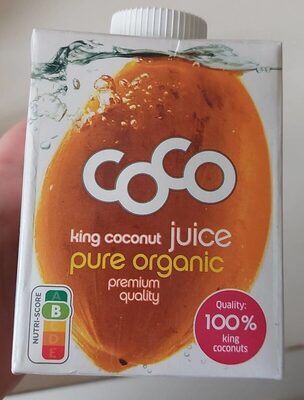 COCO
king coconut juice
pure organic
premium
quality
NUTRI-SCORE
A
B
D
E
Quality:
100%
king
coconuts